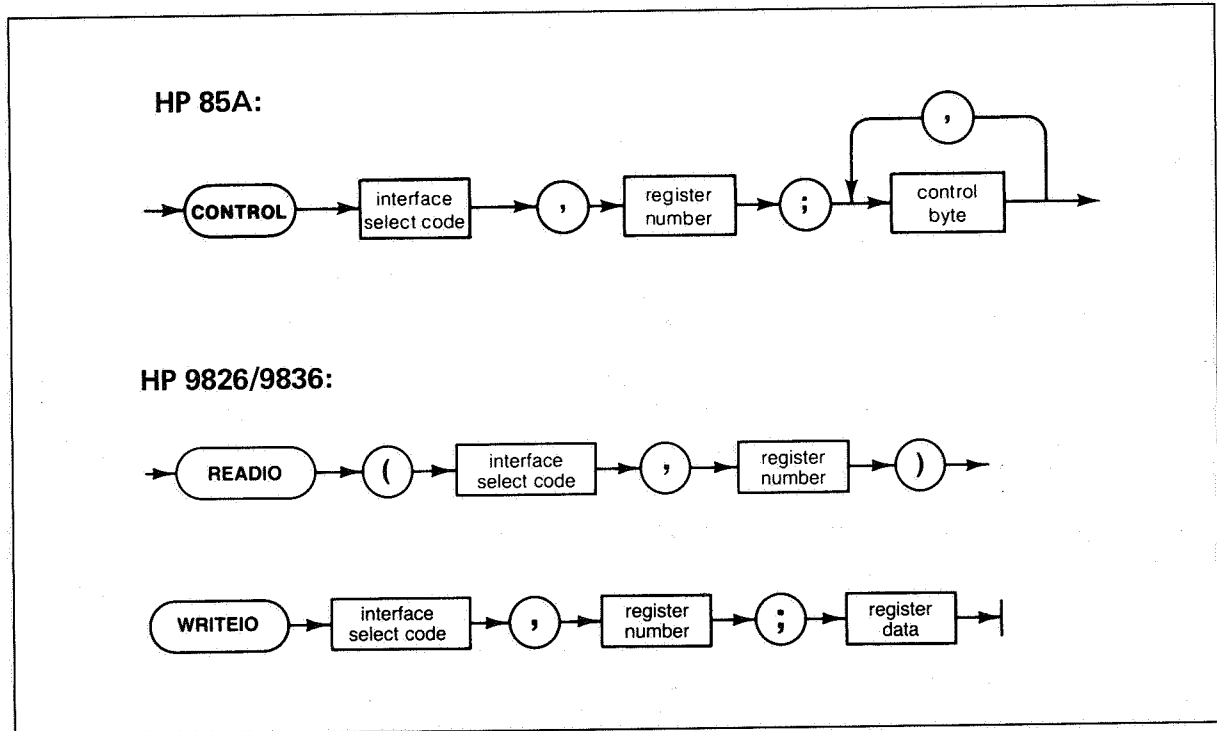 HP 85A:
,
CONTROL
interface
select code
,
register
number
;
control
byte
HP 9826/9836:
READIO
(
interface
select code
,
register
number
)
WRITEIO
interface
select code
,
register
number
;
register
data